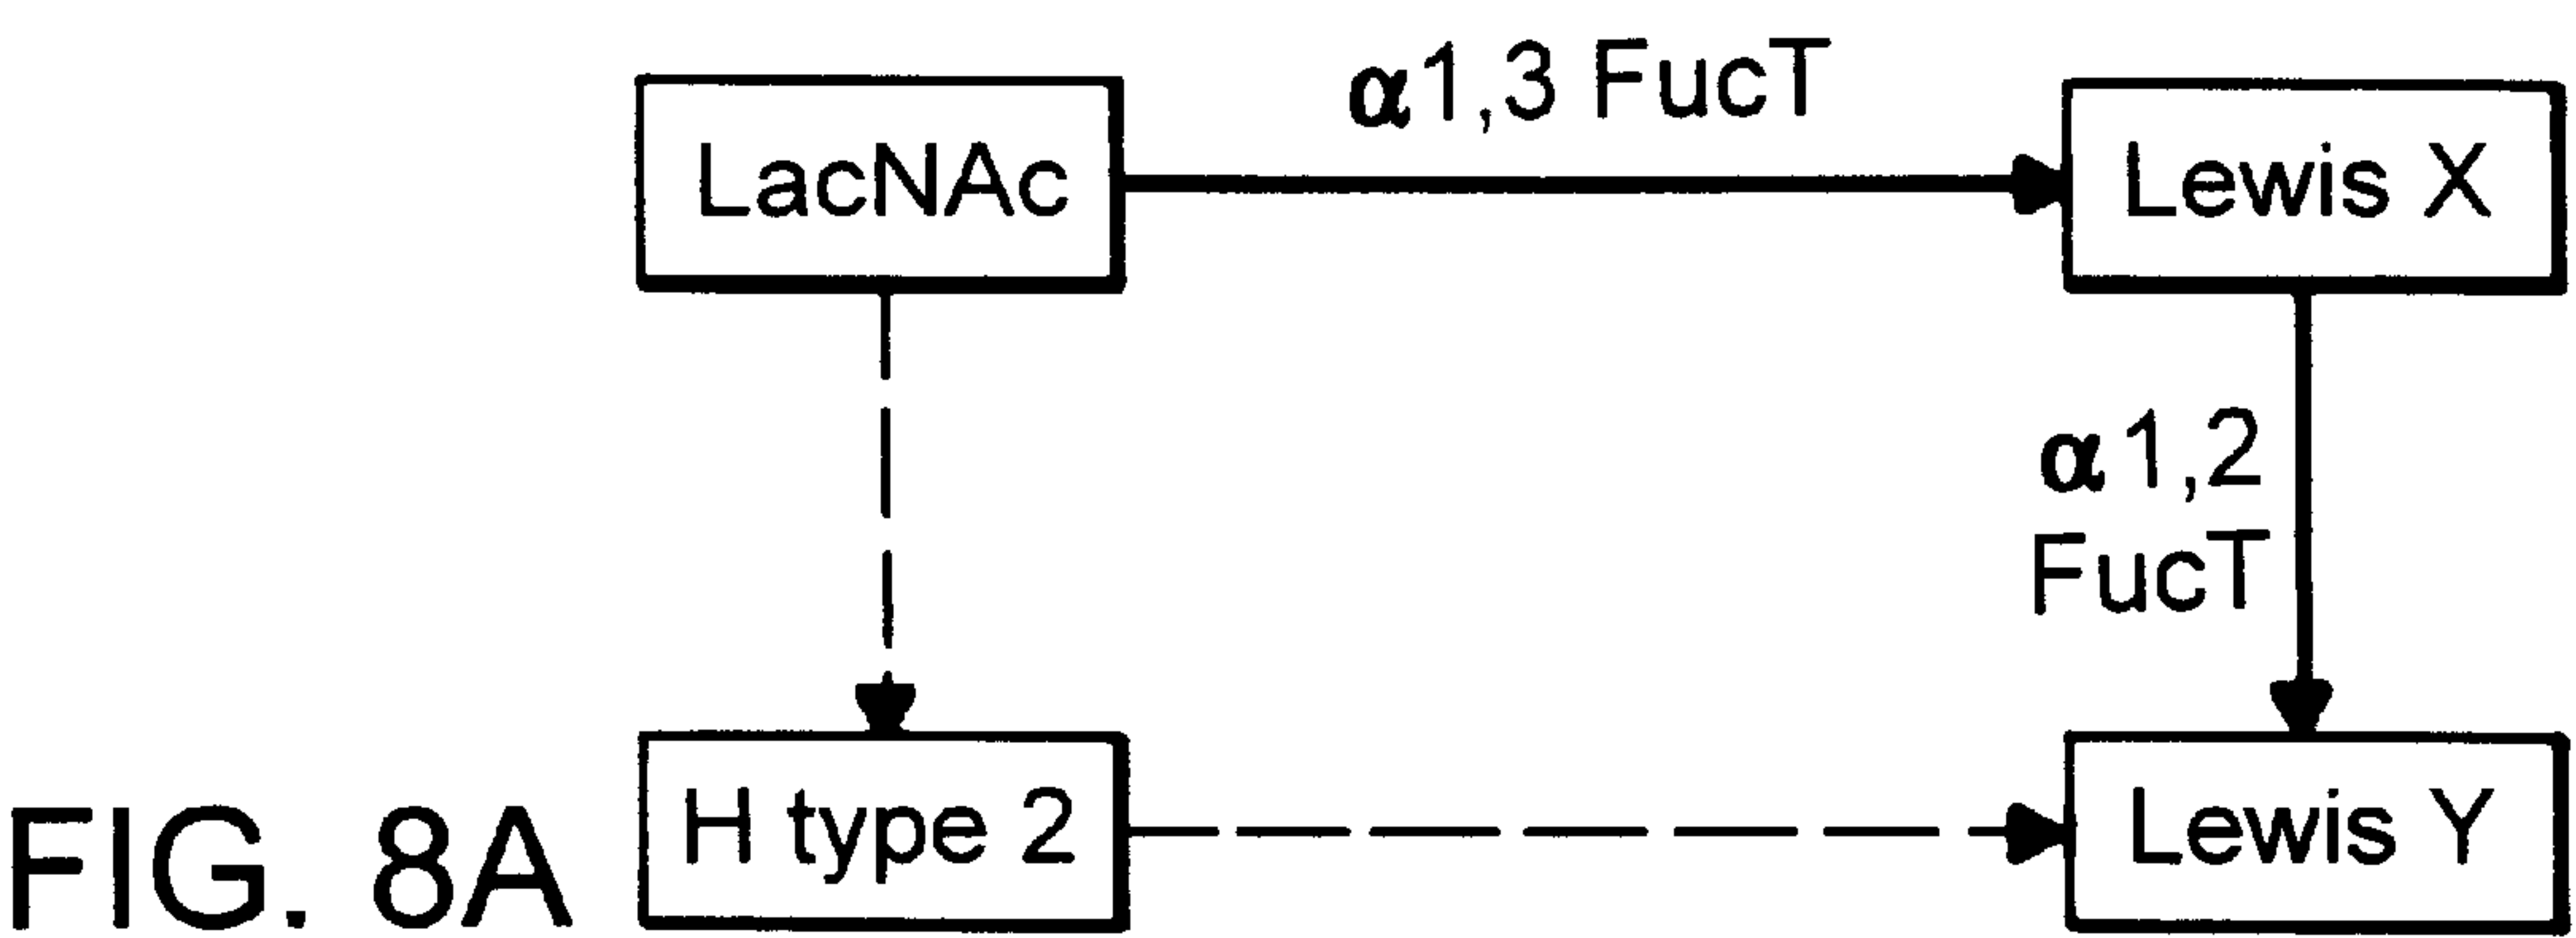 α1,3 FucT
LacNAc
Lewis X
α1,2
FucT
H type 2
Lewis Y
FIG. 8A